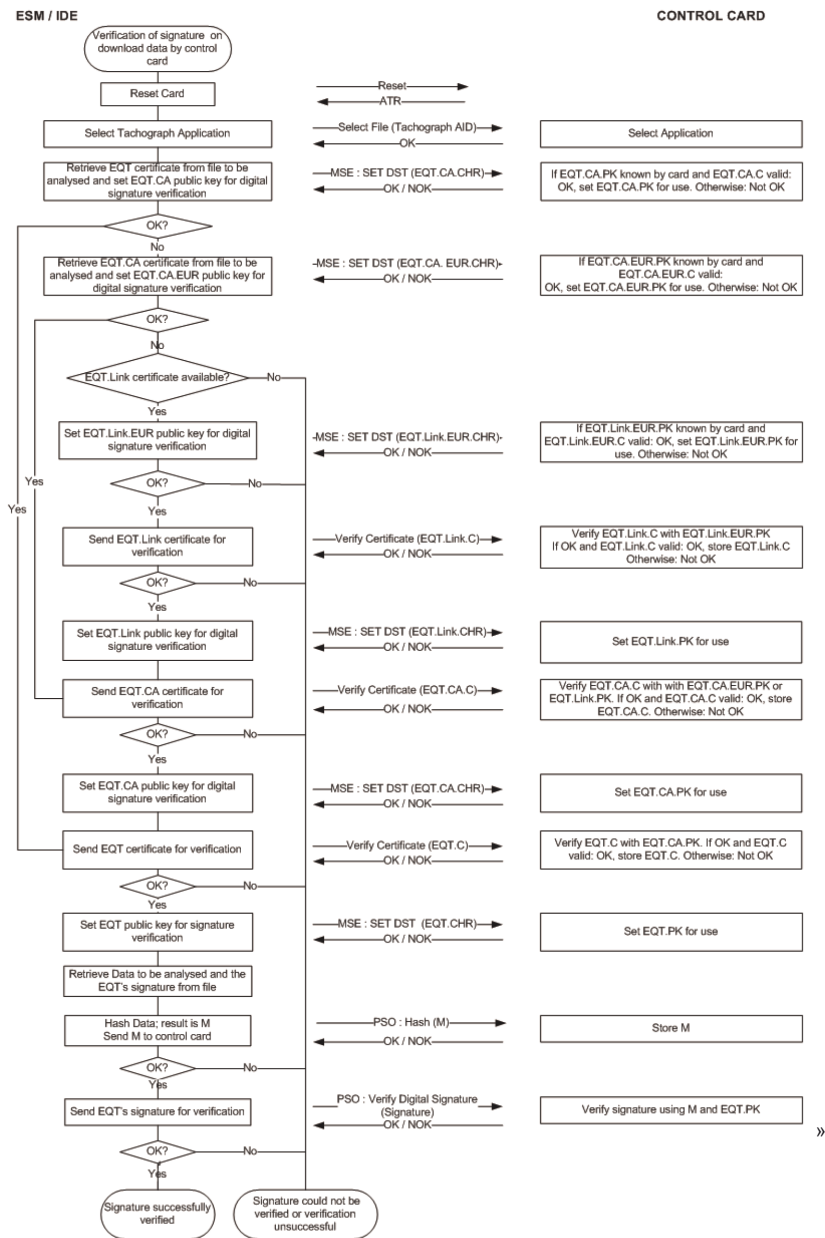 ESM / IDE
CONTROL CARD
Verification of signature on
download data by control
card
Reset Card
Reset
ATR
Select Tachograph Application
Select File (Tachograph AID)
OK
Select Application
Retrieve EQT certificate from file to be
analysed and set EQT.CA public key for digital
signature verification
MSE : SET DST (EQT.CA.CHR)
OK / NOK
If EQT.CA.PK known by card and EQT.CA.C valid:
OK, set EQT.CA.PK for use. Otherwise: Not OK
OK?
No
Retrieve EQT.CA certificate from file to be
analysed and set EQT.CA.EUR public key for
digital signature verification
MSE : SET DST (EQT.CA. EUR.CHR)
OK / NOK
If EQT.CA.EUR.PK known by card and
EQT.CA.EUR.C valid:
OK, set EQT.CA.EUR.PK for use. Otherwise: Not OK
OK?
No
EQT.Link certificate available?
No
Yes
Set EQT.Link.EUR public key for digital
signature verification
MSE : SET DST (EQT.Link.EUR.CHR)
OK / NOK
If EQT.Link.EUR.PK known by card and
EQT.Link.EUR.C valid: OK, set EQT.Link.EUR.PK for
use. Otherwise: Not OK
OK?
No
Yes
Yes
Yes
Send EQT.Link certificate for
verification
Verify Certificate (EQT.Link.C)
OK / NOK
Verify EQT.Link.C with EQT.Link.EUR.PK
If OK and EQT.Link.C valid: OK, store EQT.Link.C
Otherwise: Not OK
OK?
No
Yes
Set EQT.Link public key for digital
signature verification
MSE : SET DST (EQT.Link.CHR)
OK / NOK
Set EQT.Link.PK for use
Send EQT.CA certificate for
verification
Verify Certificate (EQT.CA.C)
OK / NOK
Verify EQT.CA.C with with EQT.CA.EUR.PK or
EQT.Link.PK. If OK and EQT.CA.C valid: OK, store
EQT.CA.C. Otherwise: Not OK
OK?
No
Yes
Set EQT.CA public key for digital
signature verification
MSE : SET DST (EQT.CA.CHR)
OK / NOK
Set EQT.CA.PK for use
Send EQT certificate for verification
Verify Certificate (EQT.C)
OK / NOK
Verify EQT.C with EQT.CA.PK. If OK and EQT.C
valid: OK, store EQT.C. Otherwise: Not OK
OK?
No
Yes
Set EQT public key for signature
verification
MSE : SET DST (EQT.CHR)
OK / NOK
Set EQT.PK for use
Retrieve Data to be analysed and the
EQT's signature from file
Hash Data; result is M
Send M to control card
PSO : Hash (M)
OK / NOK
Store M
OK?
No
Yes
Send EQT's signature for verification
PSO : Verify Digital Signature
(Signature)
OK / NOK
Verify signature using M and EQT.PK
»
OK?
No
Yes
Signature successfully
verified
Signature could not be
verified or verification
unsuccessful